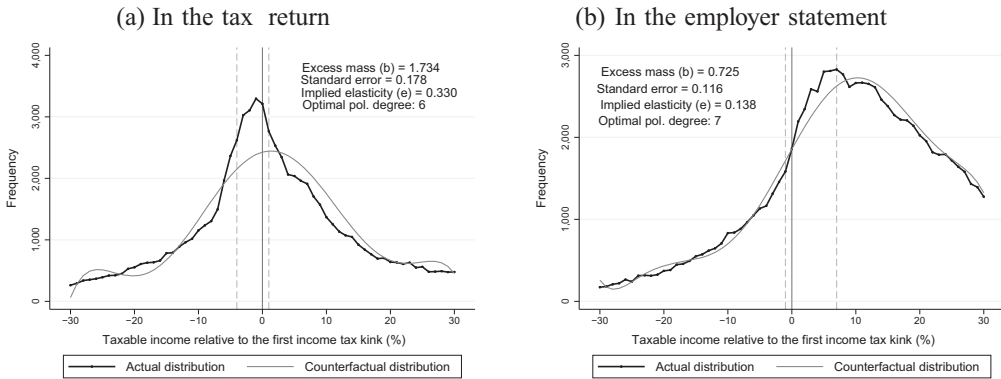 (a) In the tax return
4,000
3,000
2,000
1,000
0
Frequency
Excess mass (b) = 1.734
Standard error = 0.178
Implied elasticity (e) = 0.330
Optimal pol. degree: 6
−30 −20 −10 0 10 20 30
Taxable income relative to the first income tax kink (%)
Actual distribution Counterfactual distribution
(b) In the employer statement
3,000
2,000
1,000
0
Frequency
Excess mass (b) = 0.725
Standard error = 0.116
Implied elasticity (e) = 0.138
Optimal pol. degree: 7
−30 −20 −10 0 10 20 30
Taxable income relative to the first income tax kink (%)
Actual distribution Counterfactual distribution